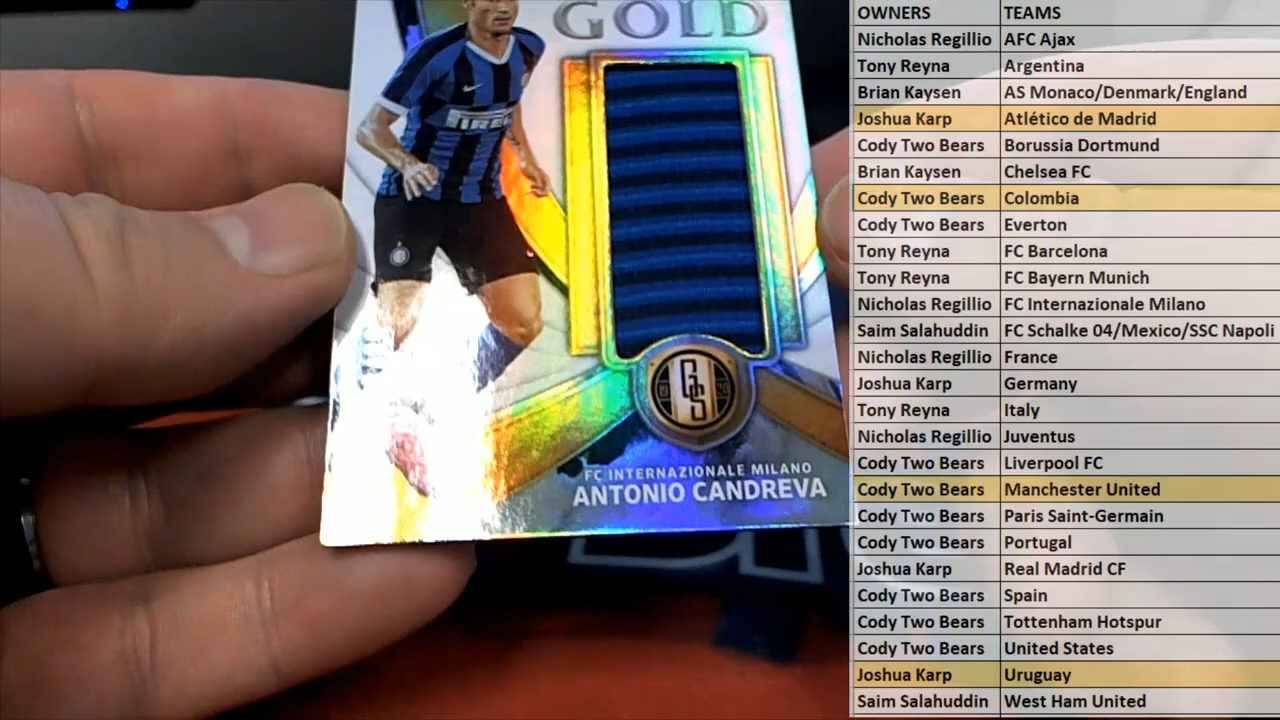 GOLD
PIRELLI
19 GS 20
FC INTERNAZIONALE MILANO
ANTONIO CANDREVA
OWNERS TEAMS
Nicholas Regillio AFC Ajax
Tony Reyna Argentina
Brian Kaysen AS Monaco/Denmark/England
Joshua Karp Atlético de Madrid
Cody Two Bears Borussia Dortmund
Brian Kaysen Chelsea FC
Cody Two Bears Colombia
Cody Two Bears Everton
Tony Reyna FC Barcelona
Tony Reyna FC Bayern Munich
Nicholas Regillio FC Internazionale Milano
Saim Salahuddin FC Schalke 04/Mexico/SSC Napoli
Nicholas Regillio France
Joshua Karp Germany
Tony Reyna Italy
Nicholas Regillio Juventus
Cody Two Bears Liverpool FC
Cody Two Bears Manchester United
Cody Two Bears Paris Saint-Germain
Cody Two Bears Portugal
Joshua Karp Real Madrid CF
Cody Two Bears Spain
Cody Two Bears Tottenham Hotspur
Cody Two Bears United States
Joshua Karp Uruguay
Saim Salahuddin West Ham United